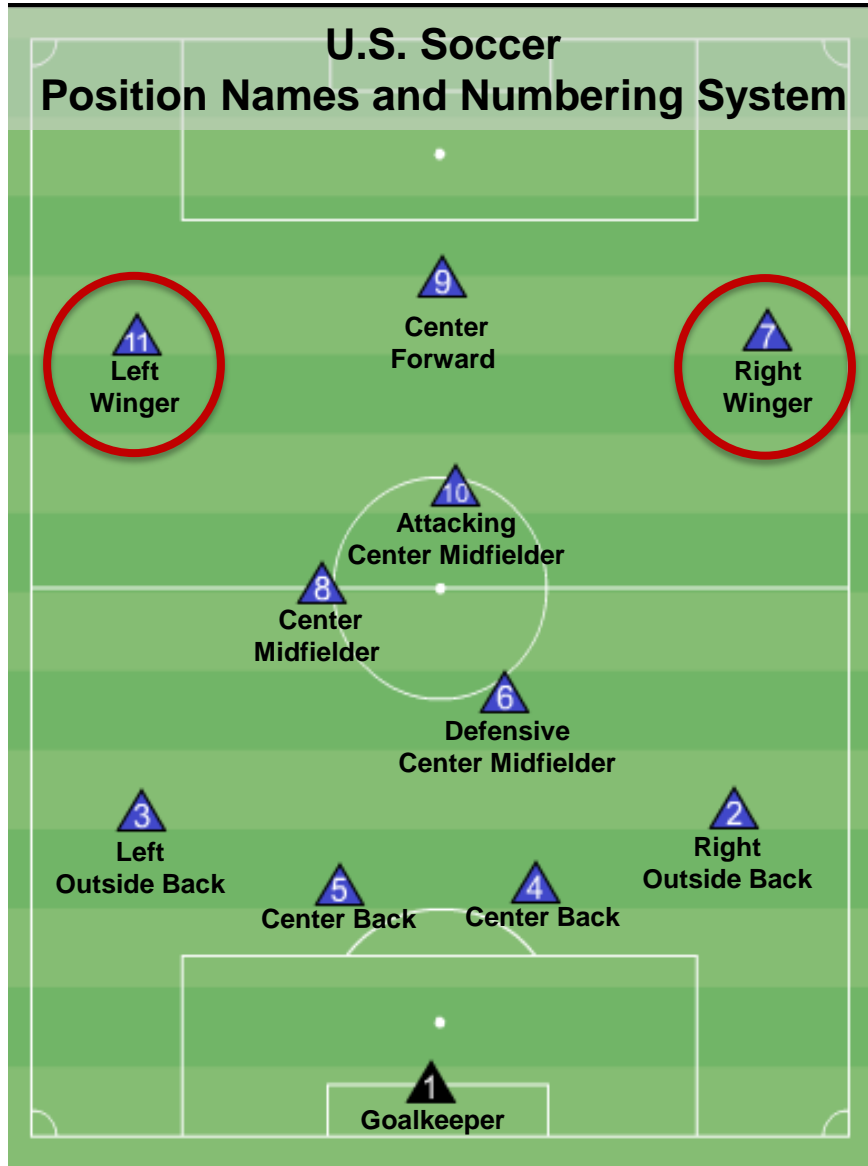 U.S. Soccer
Position Names and Numbering System
9
Center
Forward
11
Left
Winger
7
Right
Winger
10
Attacking
Center Midfielder
8
Center
Midfielder
6
Defensive
Center Midfielder
3
Left
Outside Back
2
Right
Outside Back
5
Center Back
4
Center Back
1
Goalkeeper